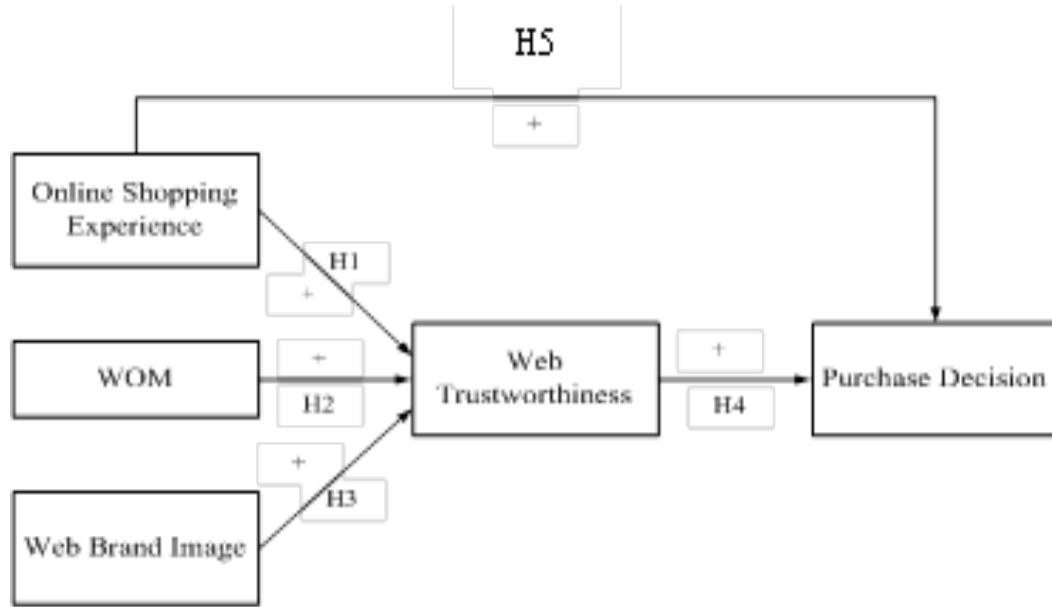 H5
+
Online Shopping
Experience
H1
+
WOM
+
H2
Web
Trustworthiness
+
H4
Purchase Decision
+
H3
Web Brand Image